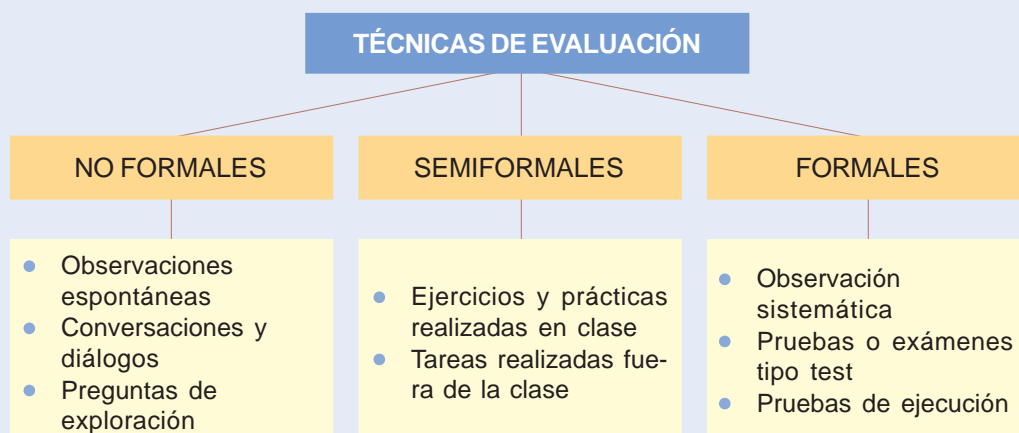 TÉCNICAS DE EVALUACIÓN
NO FORMALES
SEMIFORMALES
FORMALES
Observaciones
espontáneas
Conversaciones y
diálogos
Preguntas de
exploración
Ejercicios y prácticas
realizadas en clase
Tareas realizadas fue-
ra de la clase
Observación
sistemática
Pruebas o exámenes
tipo test
Pruebas de ejecución